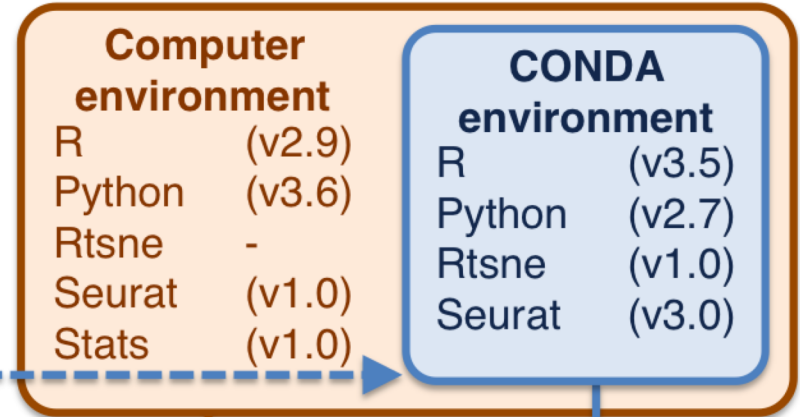 Computer
environment
R (v2.9)
Python (v3.6)
Rtsne -
Seurat (v1.0)
Stats (v1.0)
CONDA
environment
R (v3.5)
Python (v2.7)
Rtsne (v1.0)
Seurat (v3.0)